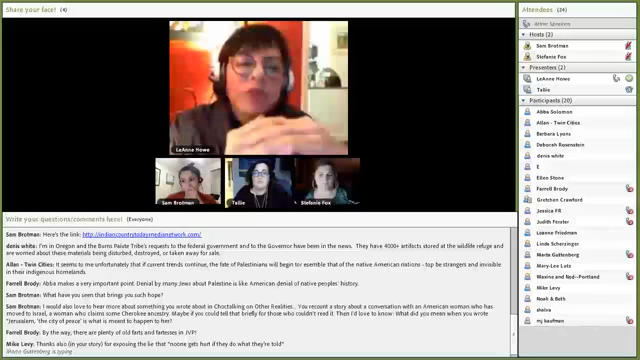 Share your face! (4)
LeAnne Howe
Sam Brotman
Tallie
Stefanie Fox
Write your questions/comments here! (Everyone)
Sam Brotman: Here's the link: http://indiancountrytodaymedianetwork.com/
denis white: I'm in Oregon and the Burns Paiute Tribe's requests to the federal government and to the Governor have been in the news. They have 4000+ artifacts stored at the wildlife refuge and
are worried about these materials being disturbed, destroyed, or taken away for sale.
Allan - Twin Cities: It seems to me unfortunately that if current trends continue, the fate of Palestinians will begin tor esemble that of the native American nations - top be strangers and invisible
in their indigenous homelands.
Farrell Brody: Abba makes a very important point. Denial by many Jews about Palestine is like American denial of native peoples' history.
Sam Brotman: What have you seen that brings you such hope?
Sam Brotman: I would also love to hear more about something you wrote about in Choctalking on Other Realities.. You recount a story about a conversation with an American woman who has
moved to Israel, a woman who claims some Cherokee ancestry. Maybe if you could tell that briefly for those who couldn't read it. Then I'd love to know: What did you mean when you wrote
"Jerusalem, 'the city of peace' is what is meant to happen to her?
Farrell Brody: By the way, there are plenty of old farts and fartesses in JVP!
Mike Levy: Thanks also (in your story) for exposing the lie that "noone gets hurt if they do what they're told"
Marta Guttenberg is typing
Attendees (24)
Active Speakers
Hosts (2)
Sam Brotman
Stefanie Fox
Presenters (2)
LeAnne Howe
Tallie
Participants (20)
Abba Solomon
Allan - Twin Cities
Barbara Lyons
Deborah Rosenstein
denis white
E
Ellen Stone
Farrell Brody
Gretchen Crawford
Jessica FR
Judith Ferster
Loanne Friedman
Linda Scherzinger
Marta Guttenberg
Mary-Lee Lutz
Maxine and Ned--Portland
Mike Levy
Noah & Beth
shalva
mj kaufman